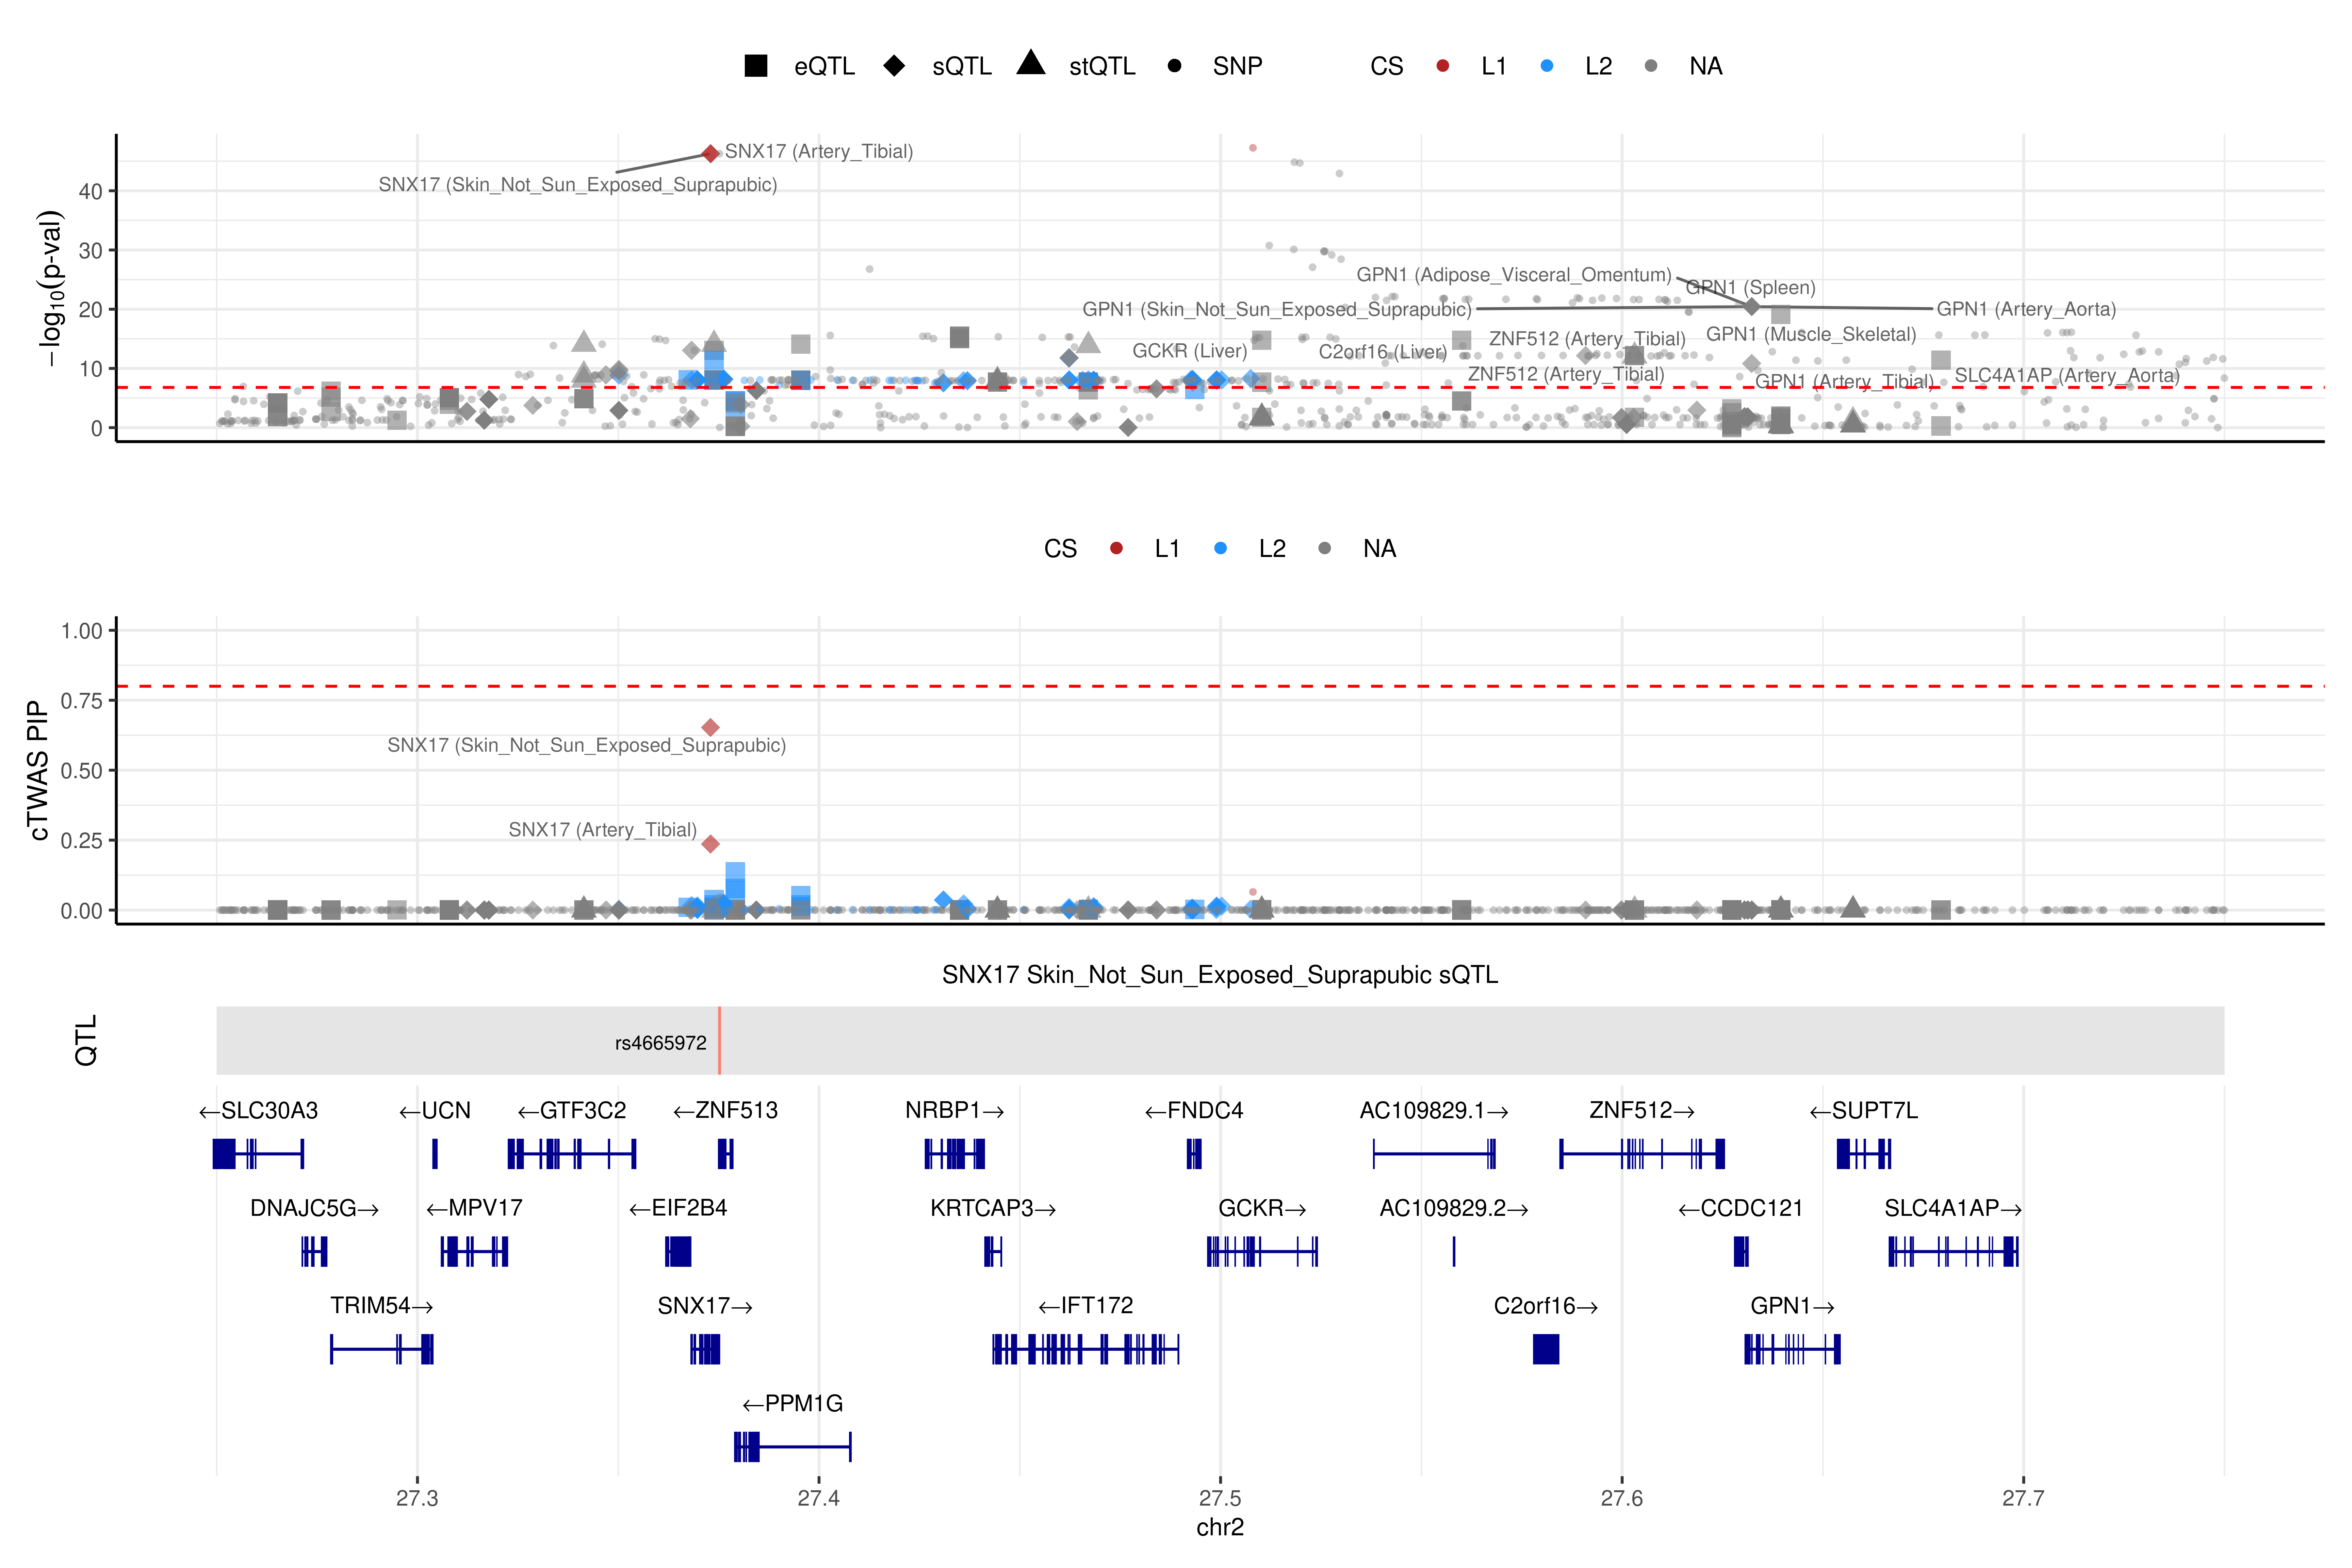 eQTL sQTL stQTL SNP CS L1 L2 NA
−log10(p-val)
40
30
20
10
0
SNX17 (Artery_Tibial)
SNX17 (Skin_Not_Sun_Exposed_Suprapubic)
GPN1 (Adipose_Visceral_Omentum)
GPN1 (Spleen)
GPN1 (Skin_Not_Sun_Exposed_Suprapubic)
GPN1 (Artery_Aorta)
GPN1 (Muscle_Skeletal)
ZNF512 (Artery_Tibial)
GCKR (Liver)
C2orf16 (Liver)
ZNF512 (Artery_Tibial)
GPN1 (Artery_Tibial)
SLC4A1AP (Artery_Aorta)
CS L1 L2 NA
cTWAS PIP
1.00
0.75
0.50
0.25
0.00
SNX17 (Skin_Not_Sun_Exposed_Suprapubic)
SNX17 (Artery_Tibial)
SNX17 Skin_Not_Sun_Exposed_Suprapubic sQTL
QTL
rs4665972
←SLC30A3 ←UCN ←GTF3C2 ←ZNF513 NRBP1→ ←FNDC4 AC109829.1→ ZNF512→ ←SUPT7L
DNAJC5G→ ←MPV17 ←EIF2B4 KRTCAP3→ GCKR→ AC109829.2→ ←CCDC121 SLC4A1AP→
TRIM54→ SNX17→ ←IFT172 C2orf16→ GPN1→
←PPM1G
27.3 27.4 27.5 27.6 27.7
chr2